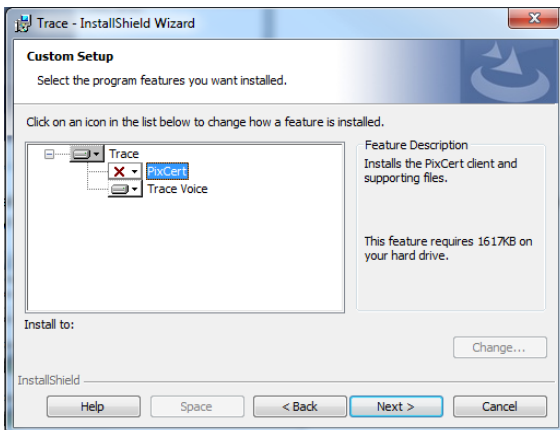 Trace - InstallShield Wizard
Custom Setup
Select the program features you want installed.
Click on an icon in the list below to change how a feature is installed.
Trace
PixCert
Trace Voice
Feature Description
Installs the PixCert client and
supporting files.
This feature requires 1617KB on
your hard drive.
Install to:
Change...
InstallShield
Help
Space
< Back
Next >
Cancel